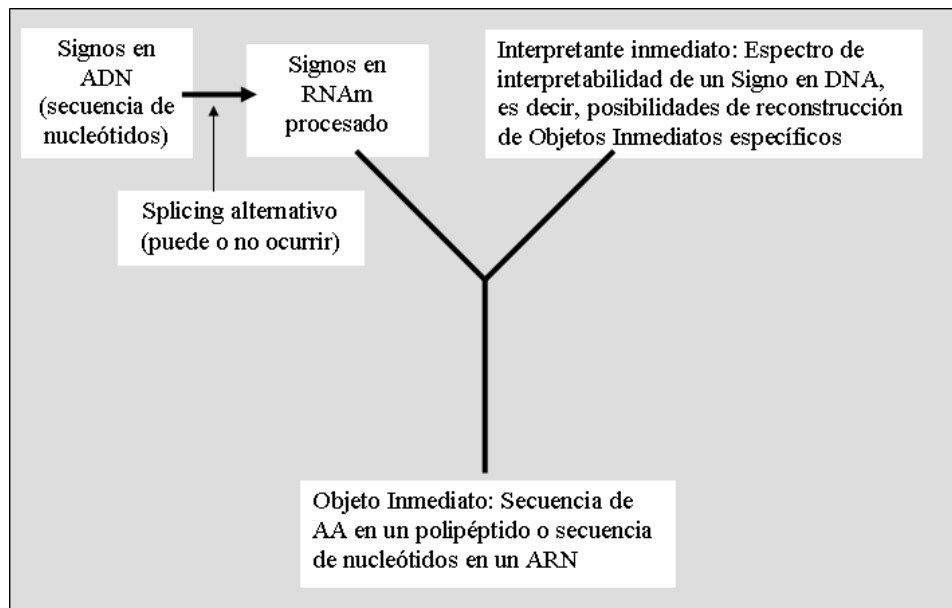 Signos en
ADN
(secuencia de
nucleótidos)
Signos en
RNAm
procesado
Interpretante inmediato: Espectro de
interpretabilidad de un Signo en DNA,
es decir, posibilidades de reconstrucción
de Objetos Inmediatos específicos
Splicing alternativo
(puede o no ocurrir)
Objeto Inmediato: Secuencia de
AA en un polipéptido o secuencia
de nucleótidos en un ARN